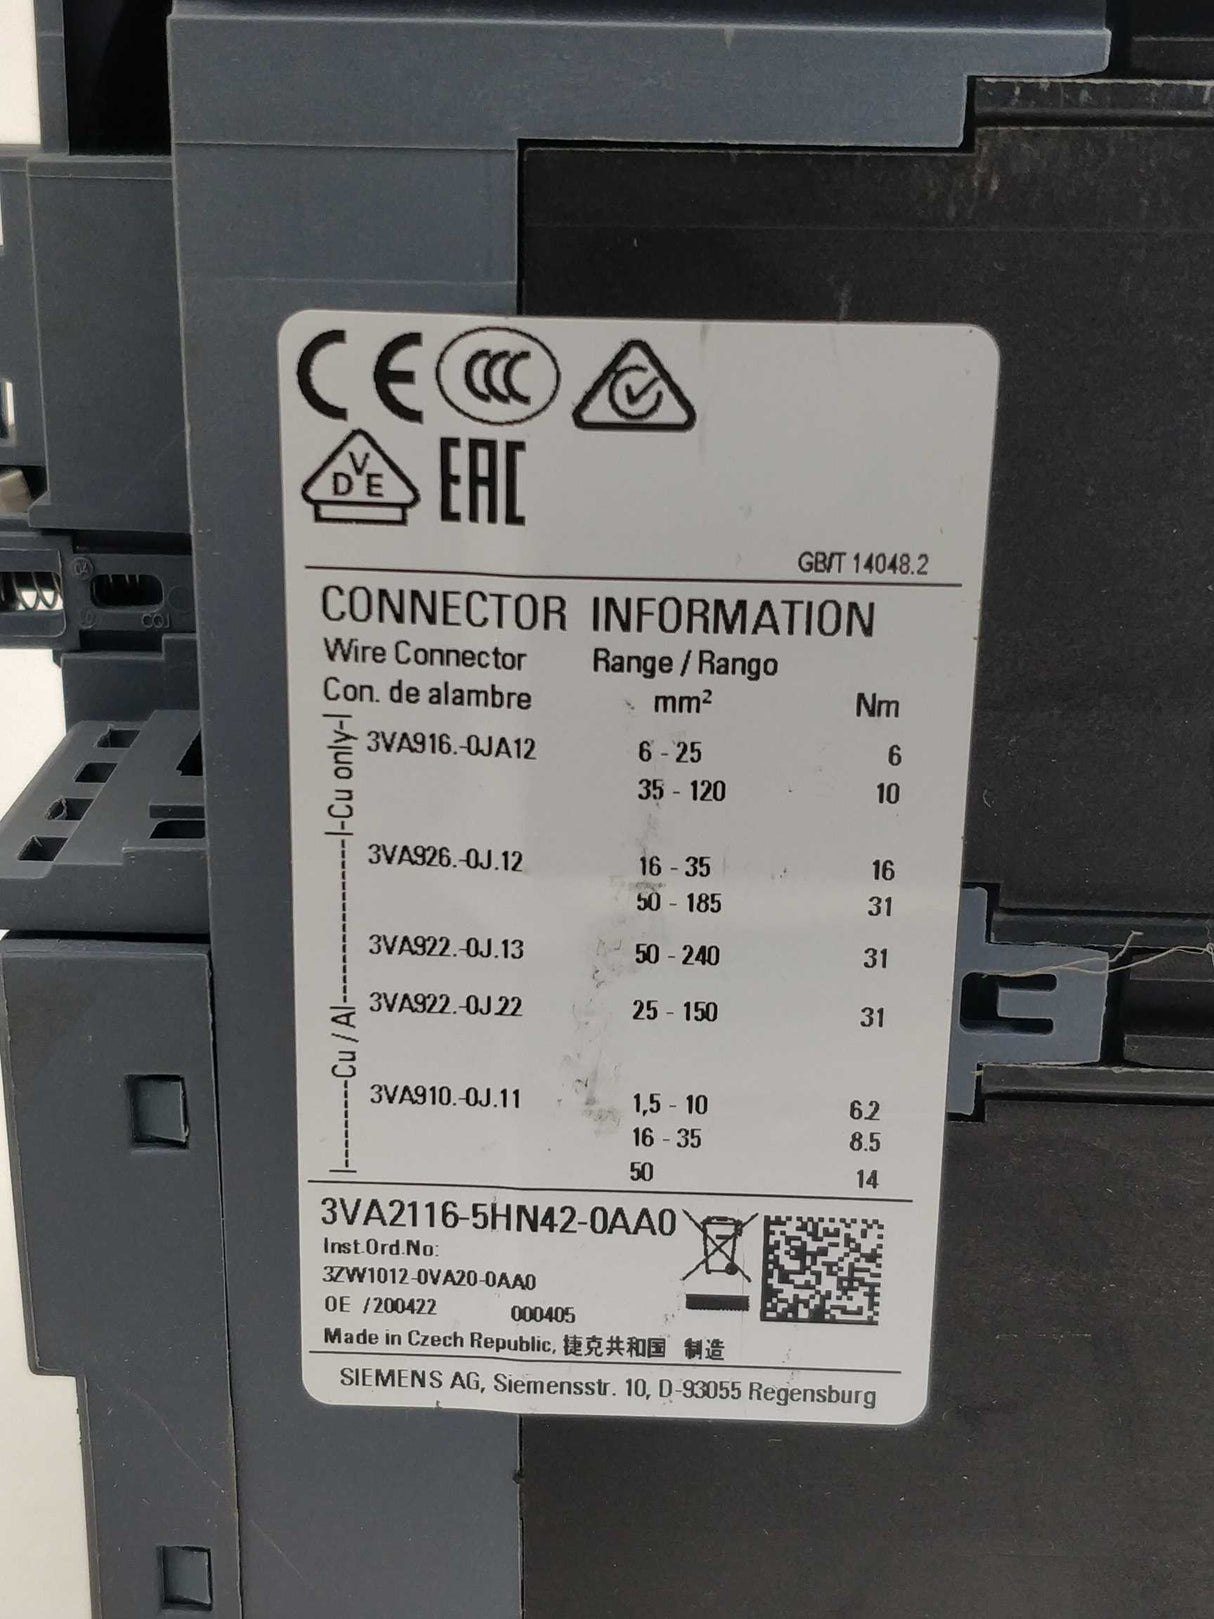 CE CCC
VDE EAC
GB/T 14048.2
CONNECTOR INFORMATION
Wire Connector Range / Rango
Con. de alambre mm² Nm
|-Cu only-|
3VA916.-0JA12 6 - 25 6
35 - 120 10
|--------Cu / Al--------|
3VA926.-0J.12 16 - 35 16
50 - 185 31
3VA922.-0J.13 50 - 240 31
3VA922.-0J.22 25 - 150 31
3VA910.-0J.11 1,5 - 10 6.2
16 - 35 8.5
50 14
3VA2116-5HN42-0AA0
Inst.Ord.No:
3ZW1012-0VA20-0AA0
0E /200422 000405
Made in Czech Republic, 捷克共和国 制造
SIEMENS AG, Siemensstr. 10, D-93055 Regensburg